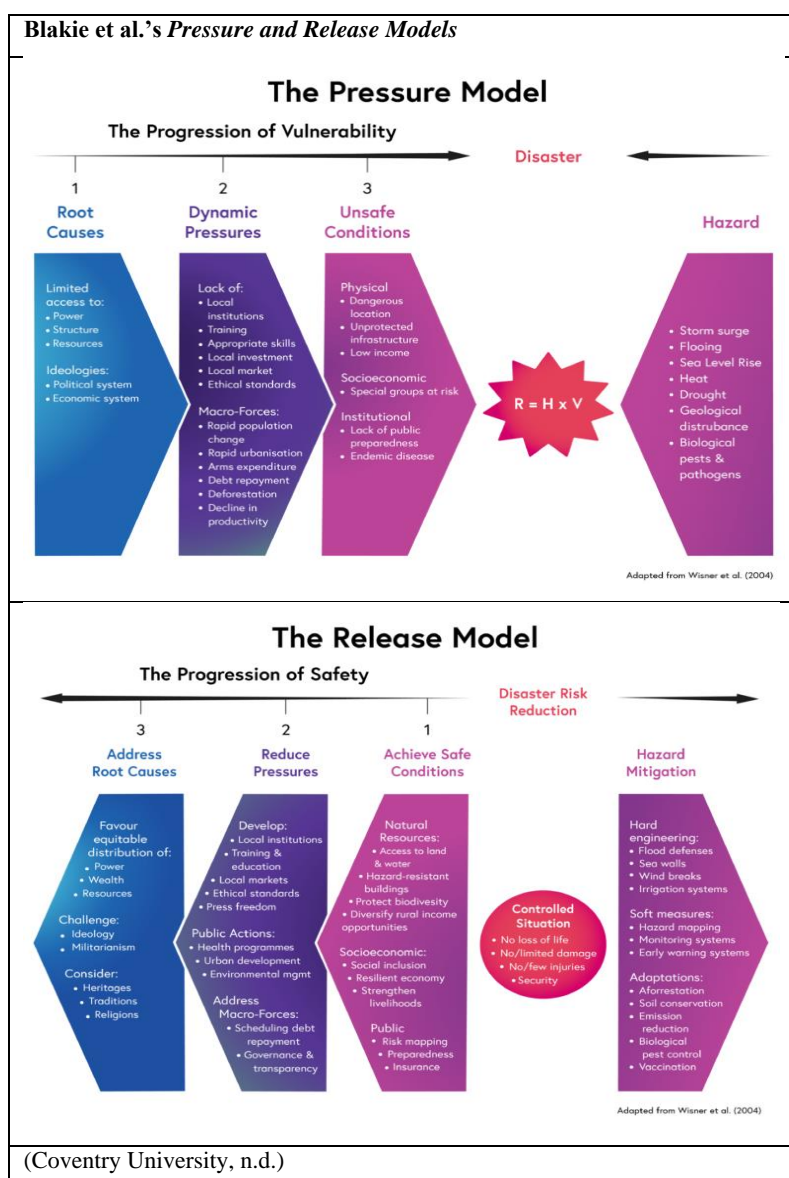 Blakie et al.'s Pressure and Release Models
The Pressure Model
The Progression of Vulnerability
Disaster
1
2
3
Root
Causes
Dynamic
Pressures
Unsafe
Conditions
Hazard
Limited
access to:
• Power
• Structure
• Resources
Ideologies:
• Political system
• Economic system
Lack of:
• Local
institutions
• Training
• Appropriate skills
• Local investment
• Local market
• Ethical standards
Macro-Forces:
• Rapid population
change
• Rapid urbanisation
• Arms expenditure
• Debt repayment
• Deforestation
• Decline in
productivity
Physical
• Dangerous
location
• Unprotected
infrastructure
• Low income
Socioeconomic
• Special groups at risk
Institutional
• Lack of public
preparedness
• Endemic disease
R = H x V
• Storm surge
• Flooing
• Sea Level Rise
• Heat
• Drought
• Geological
distrubance
• Biological
pests &
pathogens
Adapted from Wisner et al. (2004)
The Release Model
The Progression of Safety
Disaster Risk
Reduction
3
2
1
Address
Root Causes
Reduce
Pressures
Achieve Safe
Conditions
Hazard
Mitigation
Favour
equitable
distribution of:
• Power
• Wealth
• Resources
Challenge:
• Ideology
• Militarianism
Consider:
• Heritages
• Traditions
• Religions
Develop:
• Local institutions
• Training &
education
• Local markets
• Ethical standards
• Press freedom
Public Actions:
• Health programmes
• Urban development
• Environmental mgmt
Address
Macro-Forces:
• Scheduling debt
repayment
• Governance &
transparency
Natural
Resources:
• Access to land
& water
• Hazard-resistant
buildings
• Protect biodivesity
• Diversify rural income
opportunities
Socioeconomic:
• Social inclusion
• Resilient economy
• Strengthen
livelihoods
Public
• Risk mapping
• Preparedness
• Insurance
Controlled
Situation
• No loss of life
• No/limited damage
• No/few injuries
• Security
Hard
engineering:
• Flood defenses
• Sea walls
• Wind breaks
• Irrigation systems
Soft measures:
• Hazard mapping
• Monitoring systems
• Early warning systems
Adaptations:
• Aforrestation
• Soil conservation
• Emission
reduction
• Biological
pest control
• Vaccination
Adapted from Wisner et al. (2004)
(Coventry University, n.d.)